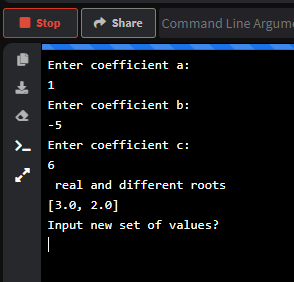 Stop Share Command Line Argume
Enter coefficient a:
1
Enter coefficient b:
-5
Enter coefficient c:
6
 real and different roots
[3.0, 2.0]
Input new set of values?